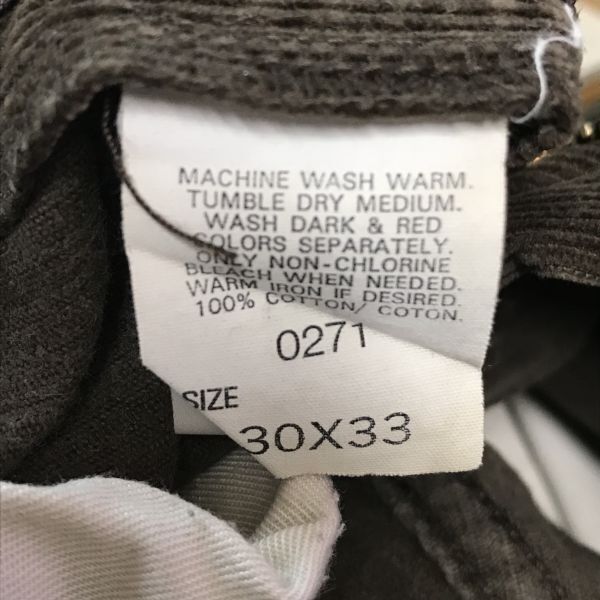 MACHINE WASH WARM.
TUMBLE DRY MEDIUM.
WASH DARK & RED
COLORS SEPARATELY.
ONLY NON-CHLORINE
BLEACH WHEN NEEDED.
WARM IRON IF DESIRED.
100% COTTON/ COTON.
0271
SIZE
30X33